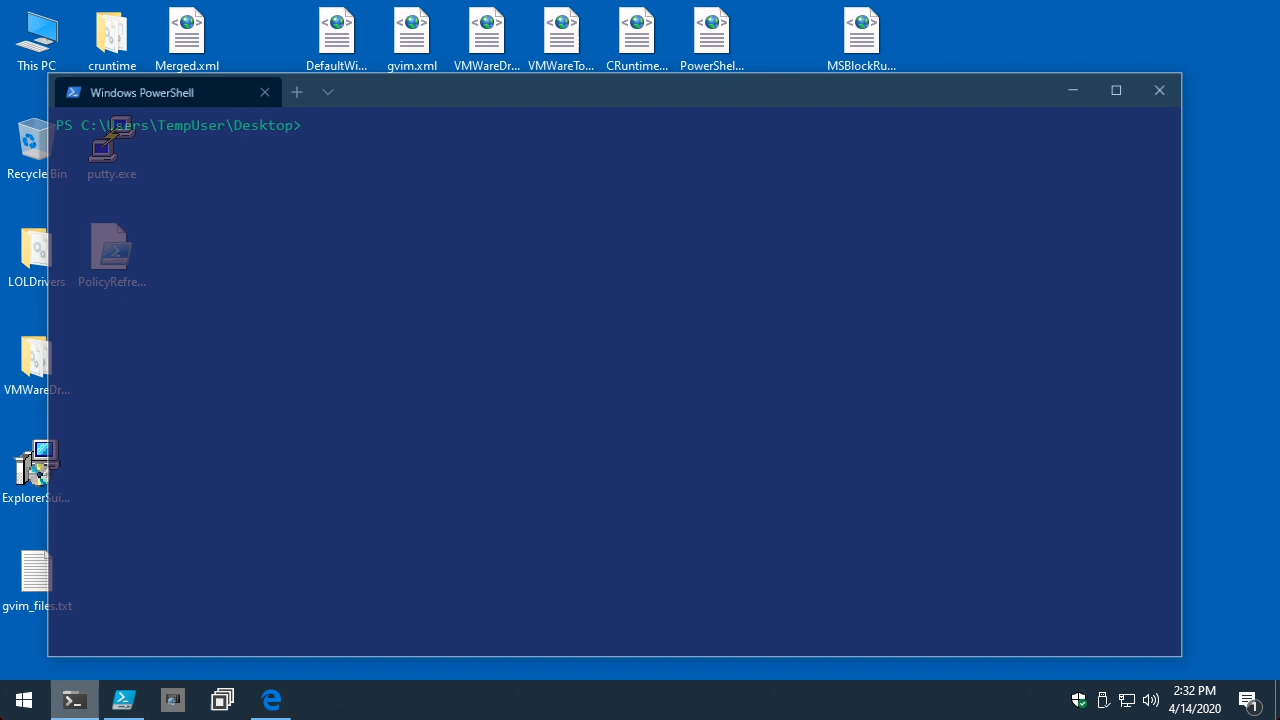 This PC
cruntime
Merged.xml
DefaultWi...
gvim.xml
VMWareDr...
VMWareTo...
CRuntime...
PowerShel...
MSBlockRu...
Windows PowerShell
PS C:\Users\TempUser\Desktop>
Recycle Bin
putty.exe
LOLDrivers
PolicyRefre...
VMWareDr...
ExplorerSui...
gvim_files.txt
2:32 PM
4/14/2020
1